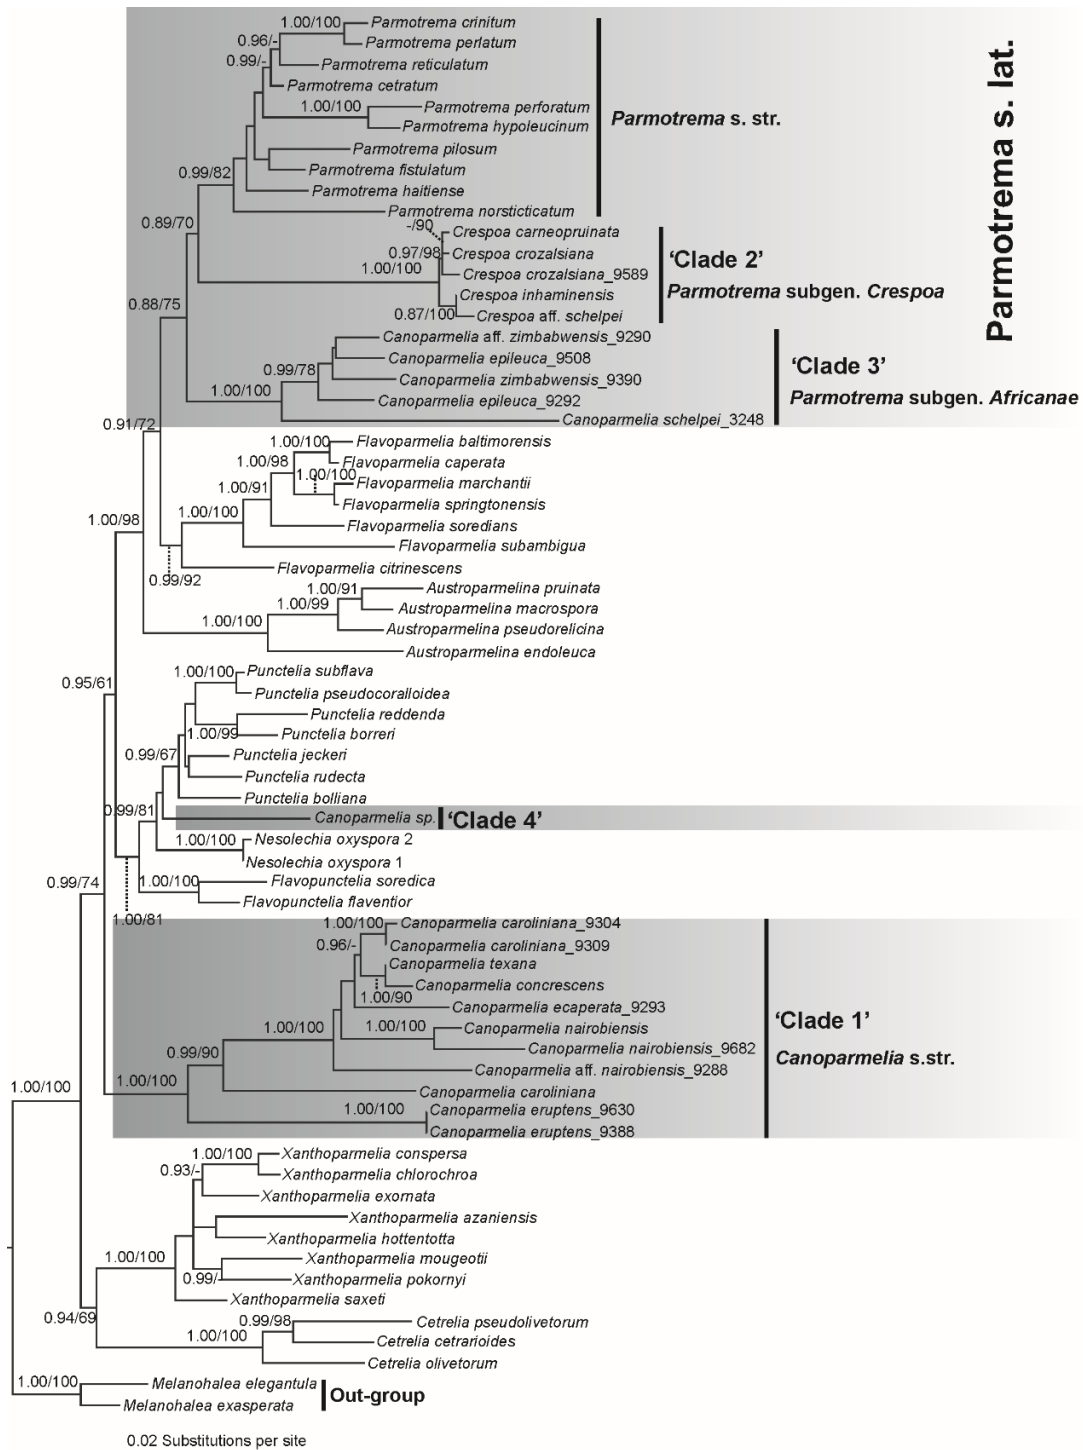 1.00/100
Parmotrema crinitum
0.96/-
Parmotrema perlatum
0.99/-
Parmotrema reticulatum
Parmotrema cetratum
1.00/100
Parmotrema perforatum
Parmotrema hypoleucinum
Parmotrema s. str.
Parmotrema pilosum
0.99/82
Parmotrema fistulatum
Parmotrema haitiense
Parmotrema norsticticatum
Parmotrema s. lat.
0.89/70
-/90
Crespoa carneopruinata
0.97/98
Crespoa crozalsiana
1.00/100
Crespoa crozalsiana_9589
Crespoa inhaminensis
0.87/100
Crespoa aff. schelpei
‘Clade 2’
Parmotrema subgen. Crespoa
0.88/75
Canoparmelia aff. zimbabwensis_9290
Canoparmelia epileuca_9508
0.99/78
Canoparmelia zimbabwensis_9390
1.00/100
Canoparmelia epileuca_9292
Canoparmelia schelpei_3248
‘Clade 3’
Parmotrema subgen. Africanae
0.91/72
1.00/100
Flavoparmelia baltimorensis
1.00/98
Flavoparmelia caperata
1.00/100
Flavoparmelia marchantii
1.00/91
Flavoparmelia springtonensis
1.00/100
Flavoparmelia soredians
1.00/98
Flavoparmelia subambigua
Flavoparmelia citrinescens
0.99/92
1.00/91
Austroparmelina pruinata
1.00/99
Austroparmelina macrospora
1.00/100
Austroparmelina pseudorelicina
Austroparmelina endoleuca
0.95/61
1.00/100
Punctelia subflava
Punctelia pseudocoralloidea
Punctelia reddenda
1.00/99
Punctelia borreri
0.99/67
Punctelia jeckeri
Punctelia rudecta
Punctelia bolliana
0.99/81
Canoparmelia sp.
‘Clade 4’
1.00/100
Nesolechia oxyspora 2
Nesolechia oxyspora 1
0.99/74
1.00/100
Flavopunctelia soredica
Flavopunctelia flaventior
1.00/81
1.00/100
Canoparmelia caroliniana_9304
0.96/-
Canoparmelia caroliniana_9309
Canoparmelia texana
Canoparmelia concrescens
1.00/90
Canoparmelia ecaperata_9293
1.00/100
1.00/100
Canoparmelia nairobiensis
Canoparmelia nairobiensis_9682
0.99/90
Canoparmelia aff. nairobiensis_9288
1.00/100
Canoparmelia caroliniana
1.00/100
Canoparmelia eruptens_9630
Canoparmelia eruptens_9388
‘Clade 1’
Canoparmelia s.str.
1.00/100
1.00/100
Xanthoparmelia conspersa
0.93/-
Xanthoparmelia chlorochroa
Xanthoparmelia exornata
Xanthoparmelia azaniensis
Xanthoparmelia hottentotta
1.00/100
Xanthoparmelia mougeotii
0.99/-
Xanthoparmelia pokornyi
Xanthoparmelia saxeti
0.94/69
0.99/98
Cetrelia pseudolivetorum
1.00/100
Cetrelia cetrarioides
Cetrelia olivetorum
1.00/100
Melanohalea elegantula
Melanohalea exasperata
Out-group
0.02 Substitutions per site